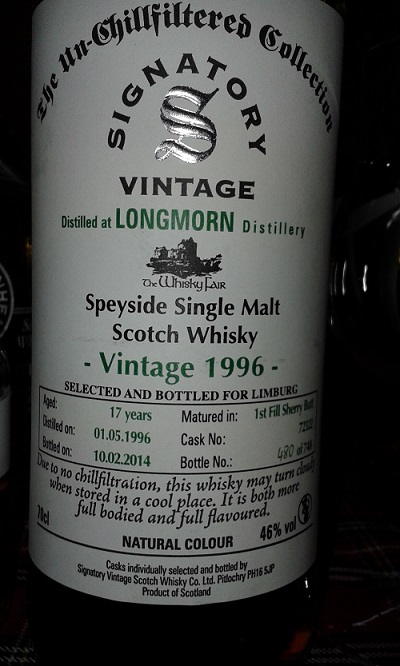 The Un-Chillfiltered Collection
SIGNATORY
S
VINTAGE
Distilled at LONGMORN Distillery
The Whisky Fair
Speyside Single Malt
Scotch Whisky
- Vintage 1996 -
SELECTED AND BOTTLED FOR LIMBURG
Aged: 17 years Matured in: 1st Fill Sherry Butt
Distilled on: 01.05.1996 Cask No:
Bottled on: 10.02.2014 Bottle No.: 480 of
Due to no chillfiltration, this whisky may turn cloudy
when stored in a cool place. It is both more
full bodied and full flavoured.
70cl 46% vol
NATURAL COLOUR
Casks individually selected and bottled by
Signatory Vintage Scotch Whisky Co. Ltd. Pitlochry PH16 5JP
Product of Scotland